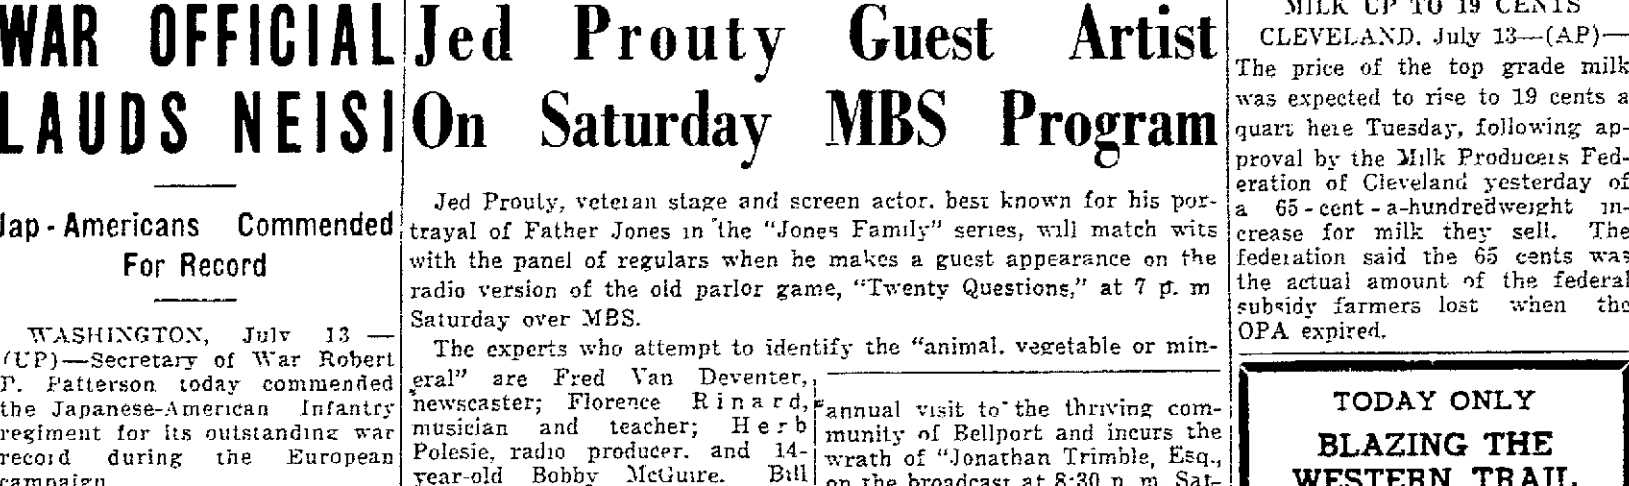 WAR OFFICIAL
LAUDS NEISI
Jap - Americans Commended
For Record
WASHINGTON, July 13 —
(UP)—Secretary of War Robert
P. Patterson today commended
the Japanese-American Infantry
regiment for its outstanding war
record during the European
campaign
Jed Prouty Guest Artist
On Saturday MBS Program
Jed Prouty, veteran stage and screen actor. best known for his por-
trayal of Father Jones in the "Jones Family" series, will match wits
with the panel of regulars when he makes a guest appearance on the
radio version of the old parlor game, "Twenty Questions," at 7 p. m
Saturday over MBS.
The experts who attempt to identify the "animal. vegetable or min-
eral" are Fred Van Deventer,
newscaster; Florence Rinard,
musician and teacher; Herb
Polesie, radio producer. and 14-
year-old Bobby McGuire. Bill
annual visit to the thriving com-
munity of Bellport and incurs the
wrath of "Jonathan Trimble, Esq.,
on the broadcast at 8:30 p m Sat-
MILK UP TO 19 CENTS
CLEVELAND, July 13—(AP)—
The price of the top grade milk
was expected to rise to 19 cents a
quart here Tuesday, following ap-
proval by the Milk Producers Fed-
eration of Cleveland yesterday of
a 65-cent-a-hundredweight in-
crease for milk they sell. The
federation said the 65 cents was
the actual amount of the federal
subsidy farmers lost when the
OPA expired.
TODAY ONLY
BLAZING THE
WESTERN TRAIL